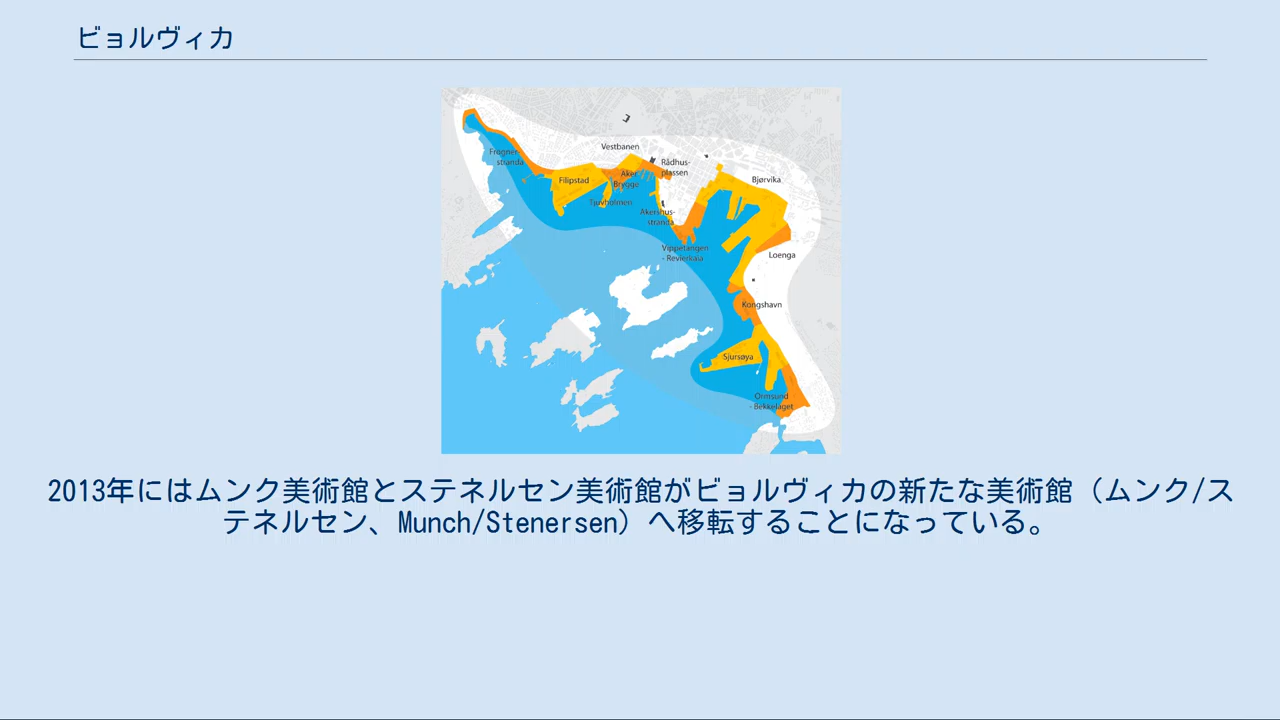 ビョルヴィカ
Vestbanen
Frogner-
stranda
Rådhus-
plassen
Aker
Brygge
Filipstad
Bjørvika
Tjuvholmen
Akershus-
stranda
Vippetangen
- Revierkaia
Loenga
Kongshavn
Sjursøya
Ormsund
- Bekkelaget
2013年にはムンク美術館とステネルセン美術館がビョルヴィカの新たな美術館（ムンク/ス
テネルセン、Munch/Stenersen）へ移転することになっている。